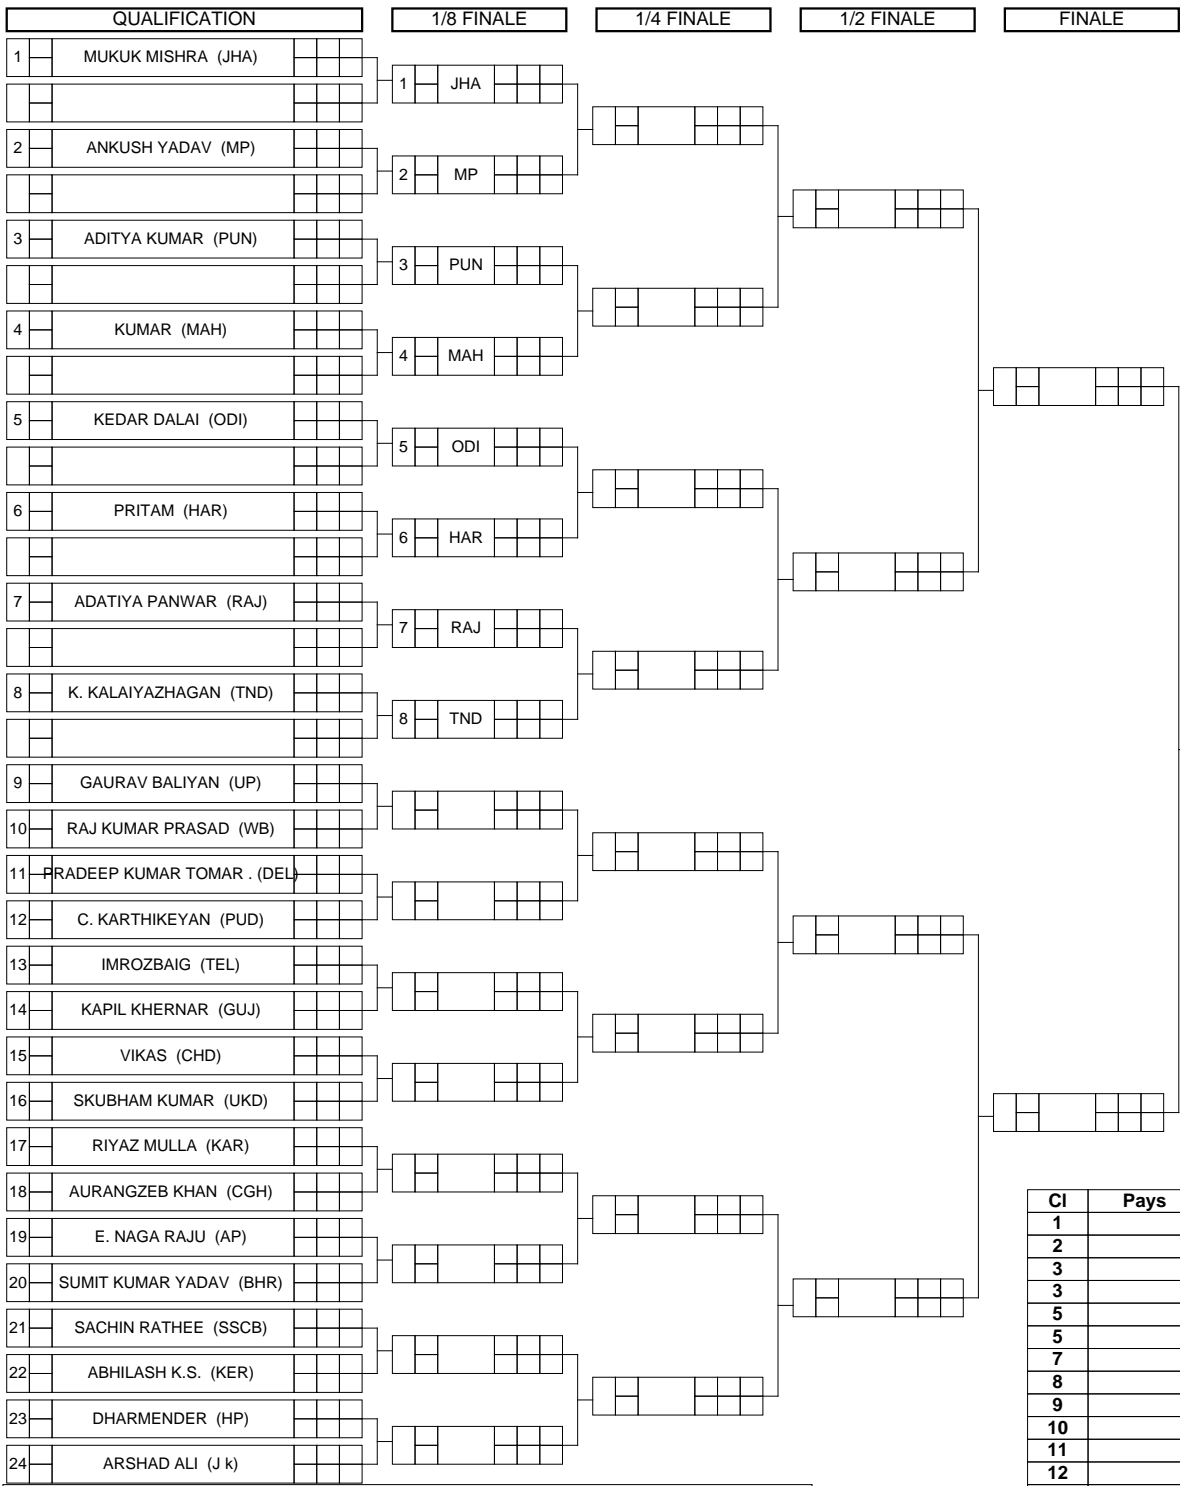 QUALIFICATION 1/8 FINALE 1/4 FINALE 1/2 FINALE FINALE
1 MUKUK MISHRA (JHA)
1 JHA
2 ANKUSH YADAV (MP)
2 MP
3 ADITYA KUMAR (PUN)
3 PUN
4 KUMAR (MAH)
4 MAH
5 KEDAR DALAI (ODI)
5 ODI
6 PRITAM (HAR)
6 HAR
7 ADATIYA PANWAR (RAJ)
7 RAJ
8 K. KALAIYAZHAGAN (TND)
8 TND
9 GAURAV BALIYAN (UP)
10 RAJ KUMAR PRASAD (WB)
11 PRADEEP KUMAR TOMAR . (DEL)
12 C. KARTHIKEYAN (PUD)
13 IMROZBAIG (TEL)
14 KAPIL KHERNAR (GUJ)
15 VIKAS (CHD)
16 SKUBHAM KUMAR (UKD)
17 RIYAZ MULLA (KAR)
18 AURANGZEB KHAN (CGH)
19 E. NAGA RAJU (AP)
20 SUMIT KUMAR YADAV (BHR)
21 SACHIN RATHEE (SSCB)
22 ABHILASH K.S. (KER)
23 DHARMENDER (HP)
24 ARSHAD ALI (J k)
Cl Pays
1
2
3
3
5
5
7
8
9
10
11
12